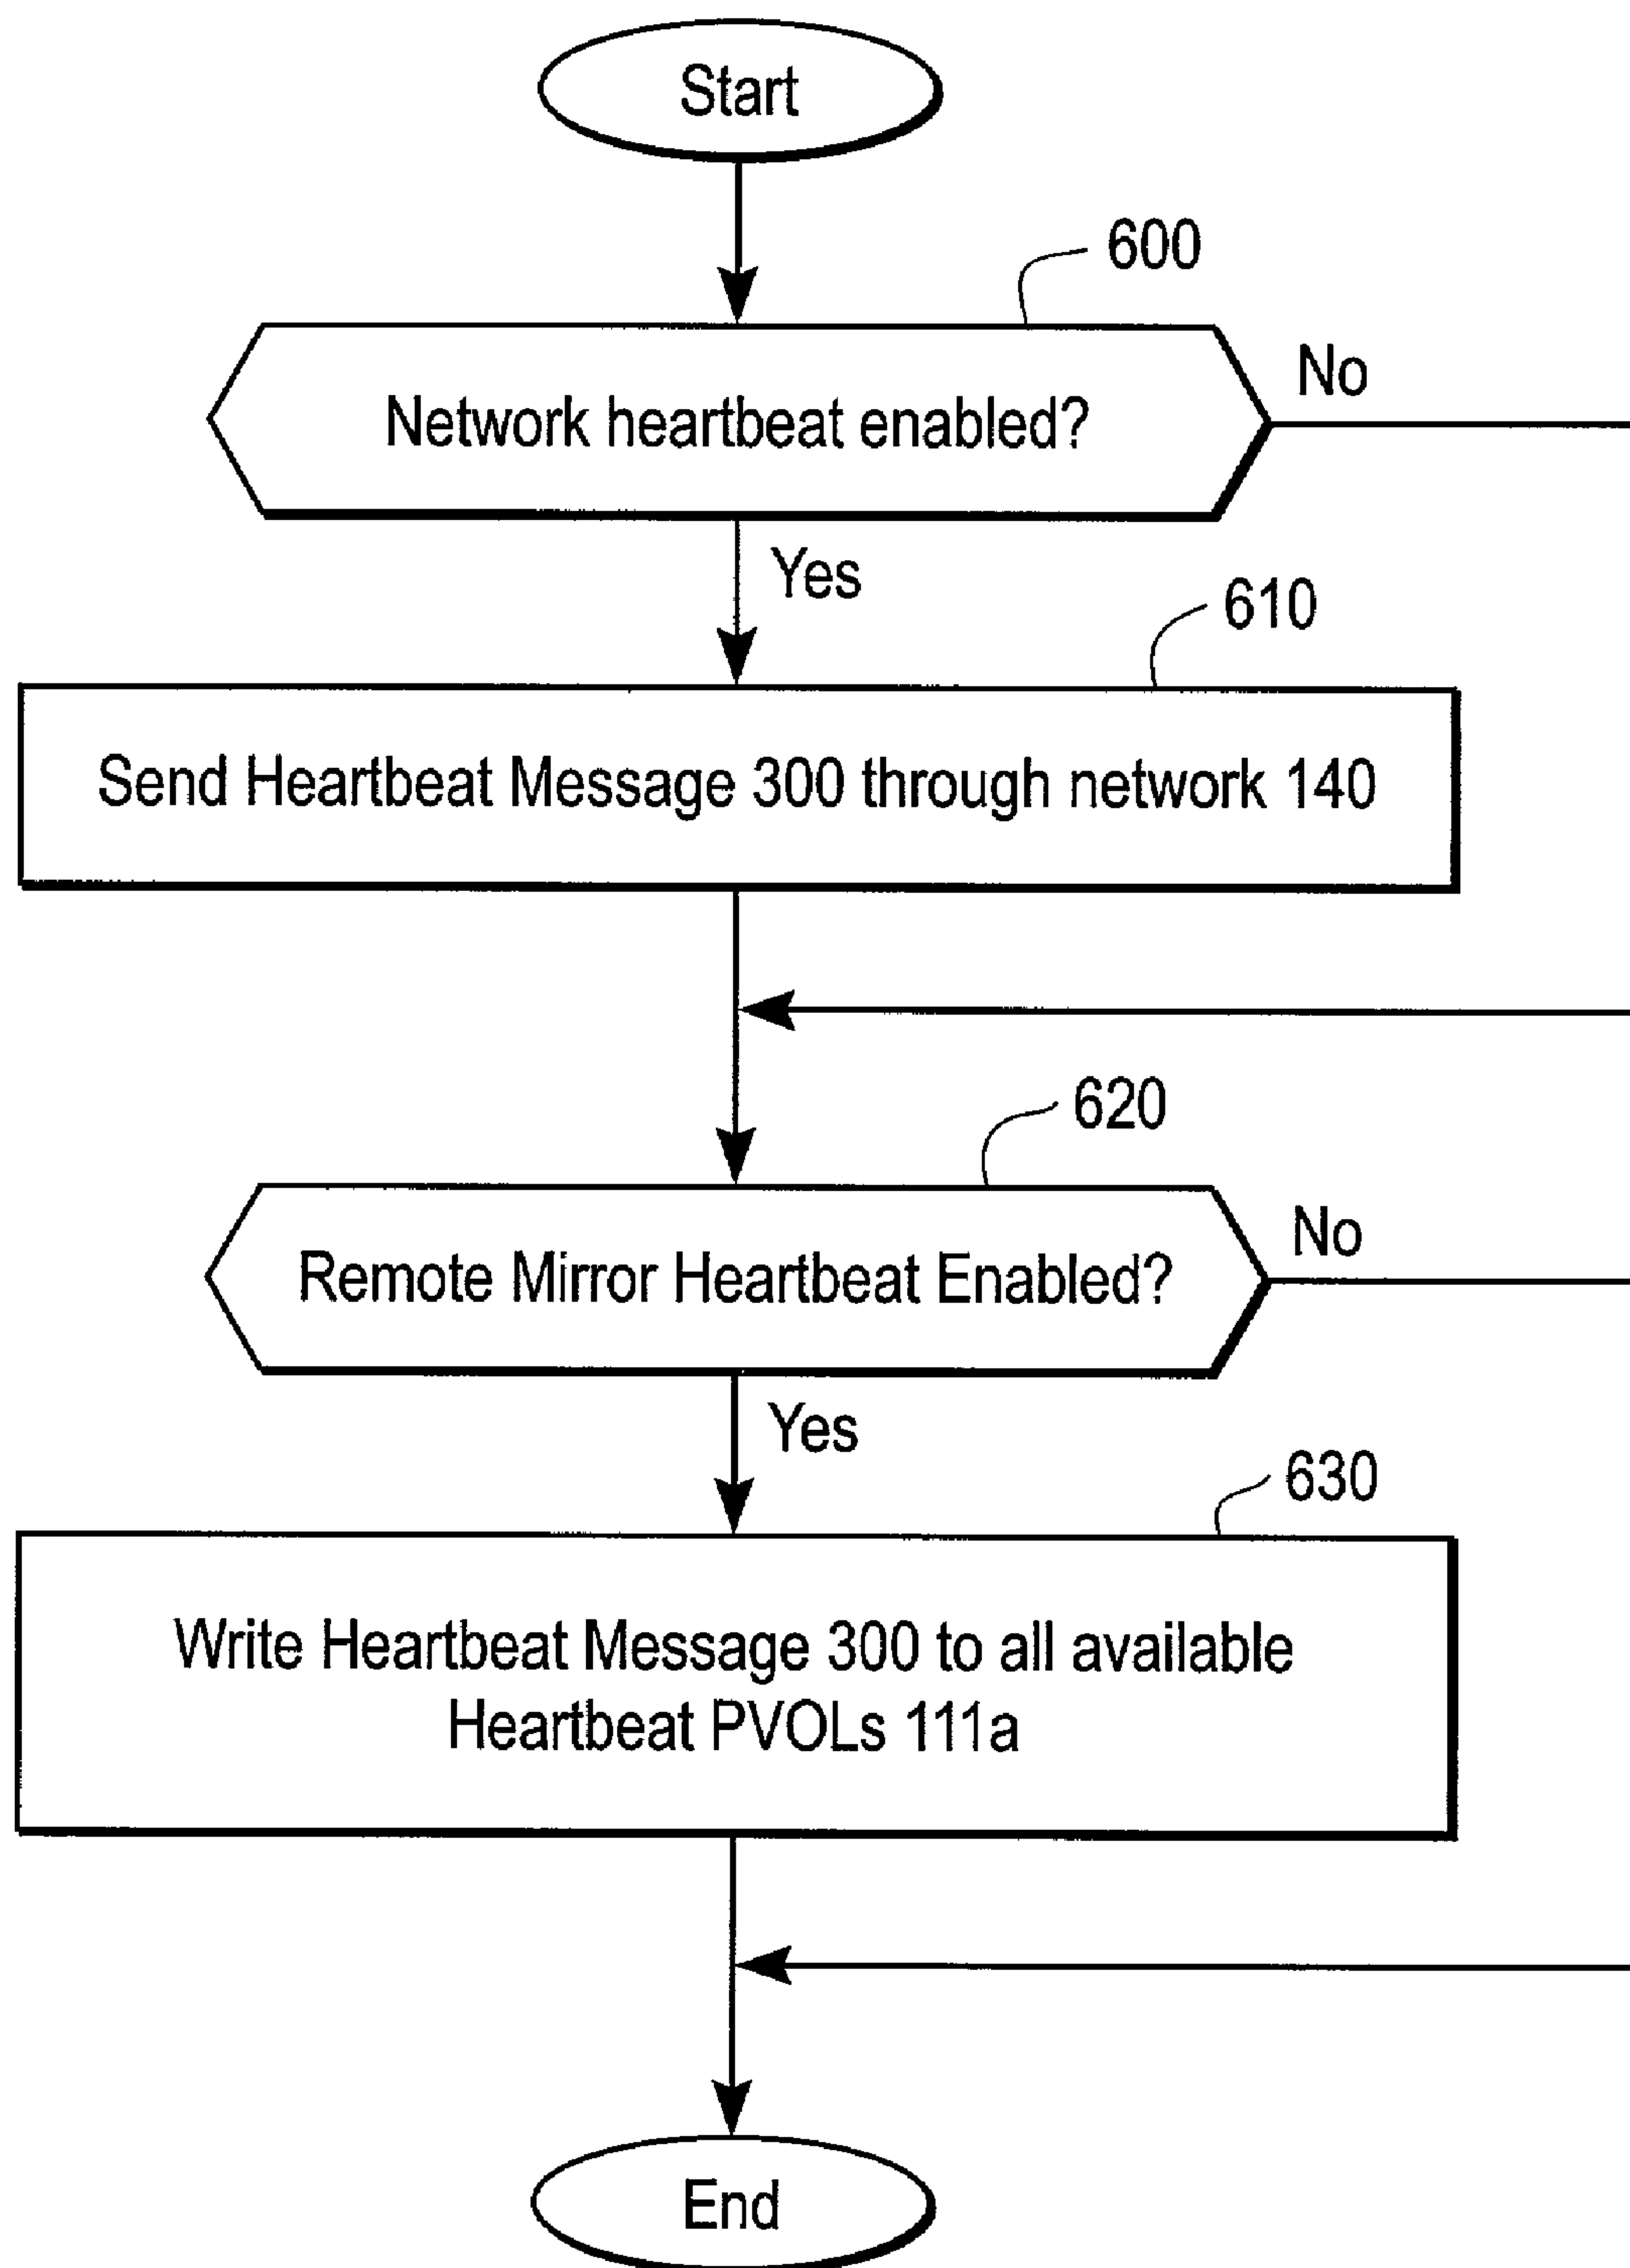 Start
600
Network heartbeat enabled?
No
Yes
610
Send Heartbeat Message 300 through network 140
620
Remote Mirror Heartbeat Enabled?
No
Yes
630
Write Heartbeat Message 300 to all available
Heartbeat PVOLs 111a
End